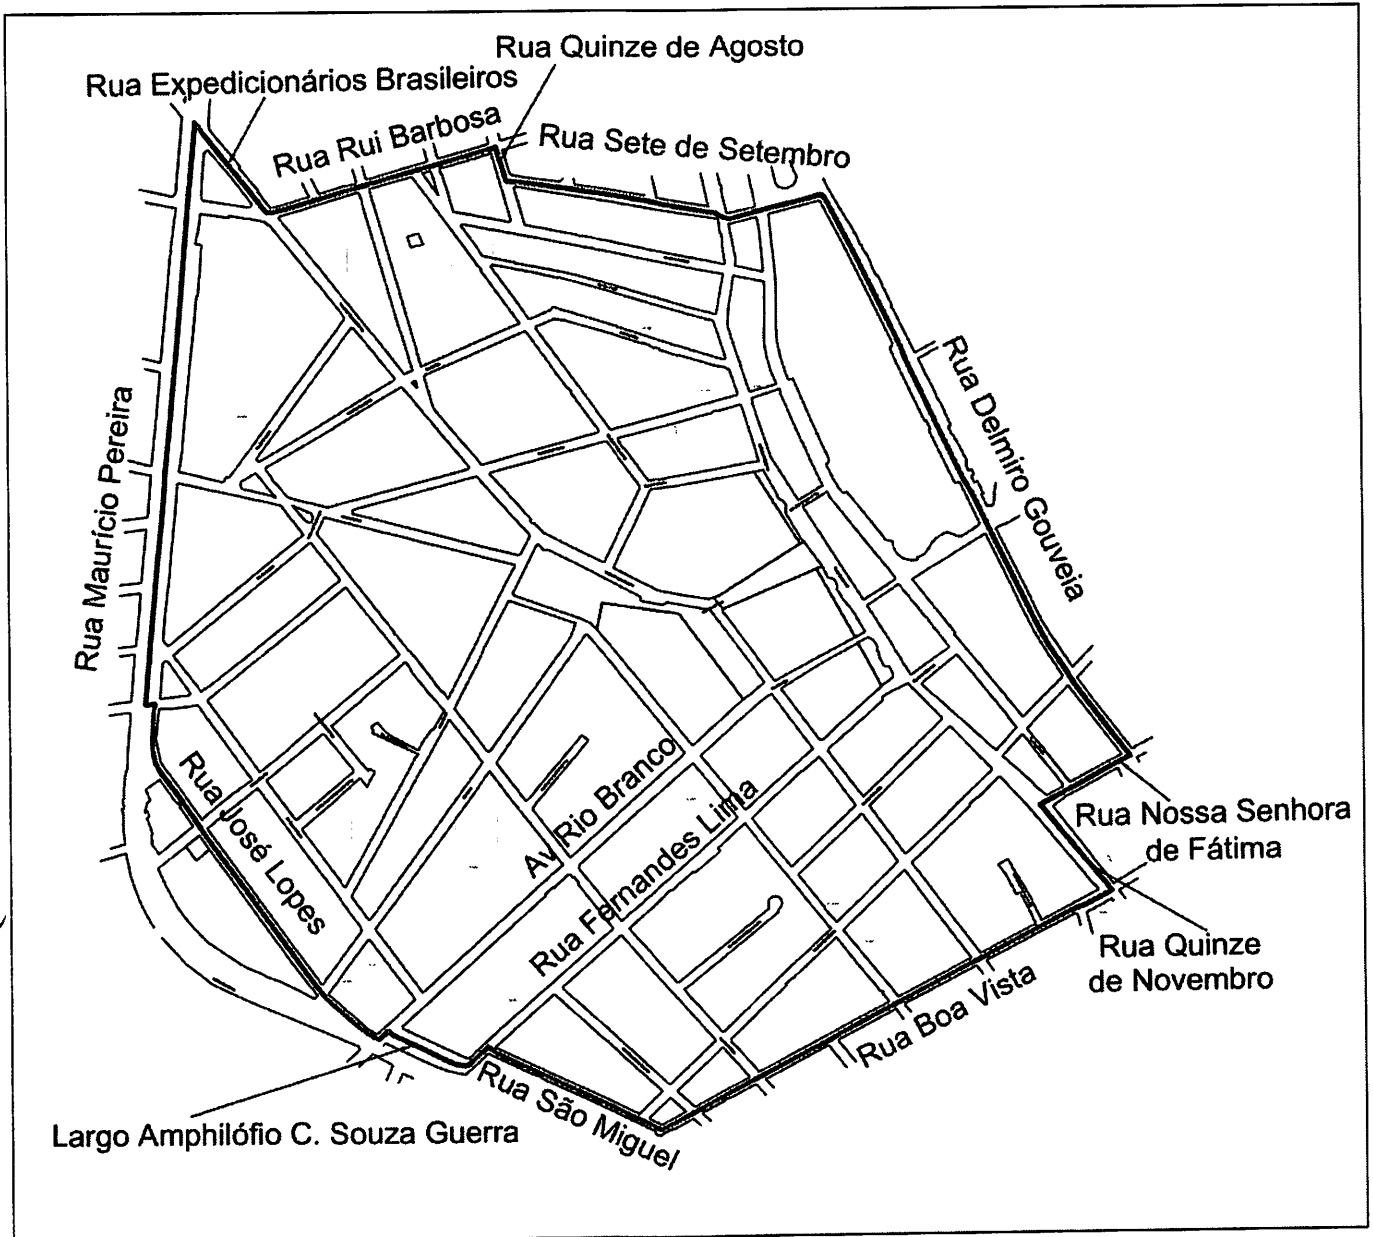 Rua Quinze de Agosto
Rua Expedicionários Brasileiros
Rua Rui Barbosa
Rua Sete de Setembro
Rua Delmiro Gouveia
Rua Maurício Pereira
Rua José Lopes
Av Rio Branco
Rua Fernandes Lima
Rua Nossa Senhora
de Fátima
Rua Quinze
de Novembro
Rua Boa Vista
Rua São Miguel
Largo Amphilófio C. Souza Guerra